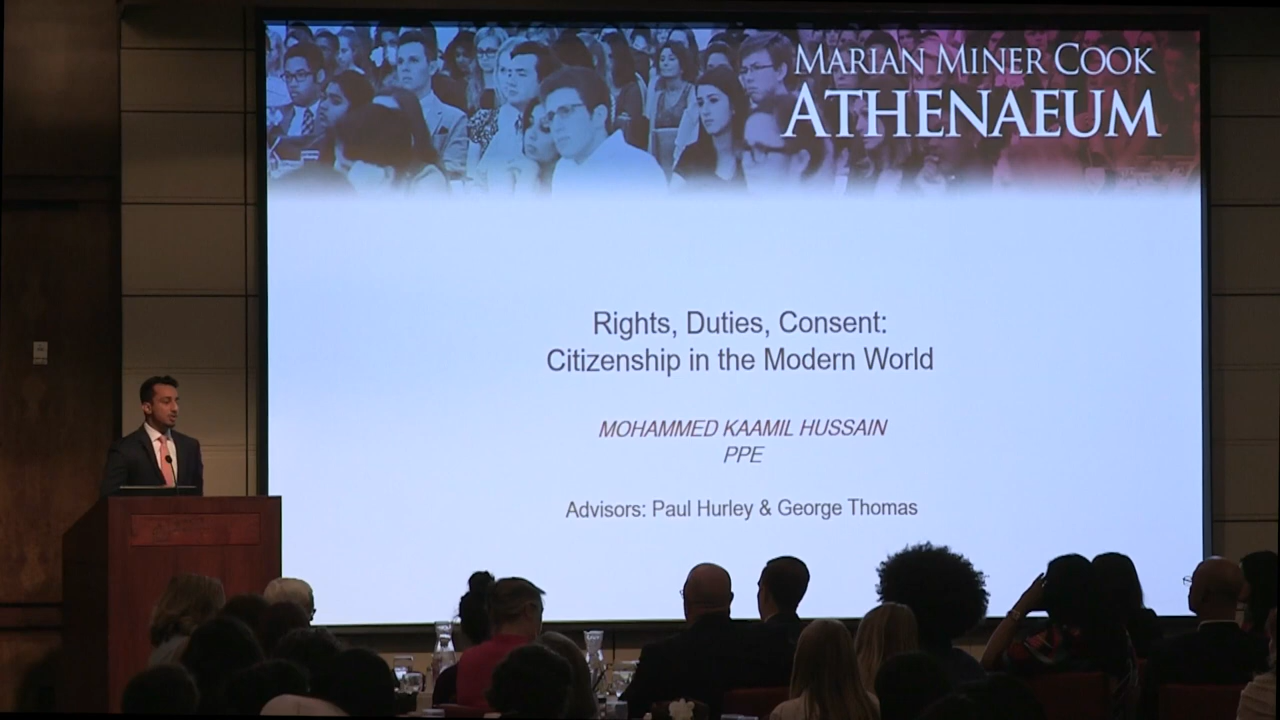 MARIAN MINER COOK
ATHENAEUM
Rights, Duties, Consent:
Citizenship in the Modern World
MOHAMMED KAAMIL HUSSAIN
PPE
Advisors: Paul Hurley & George Thomas